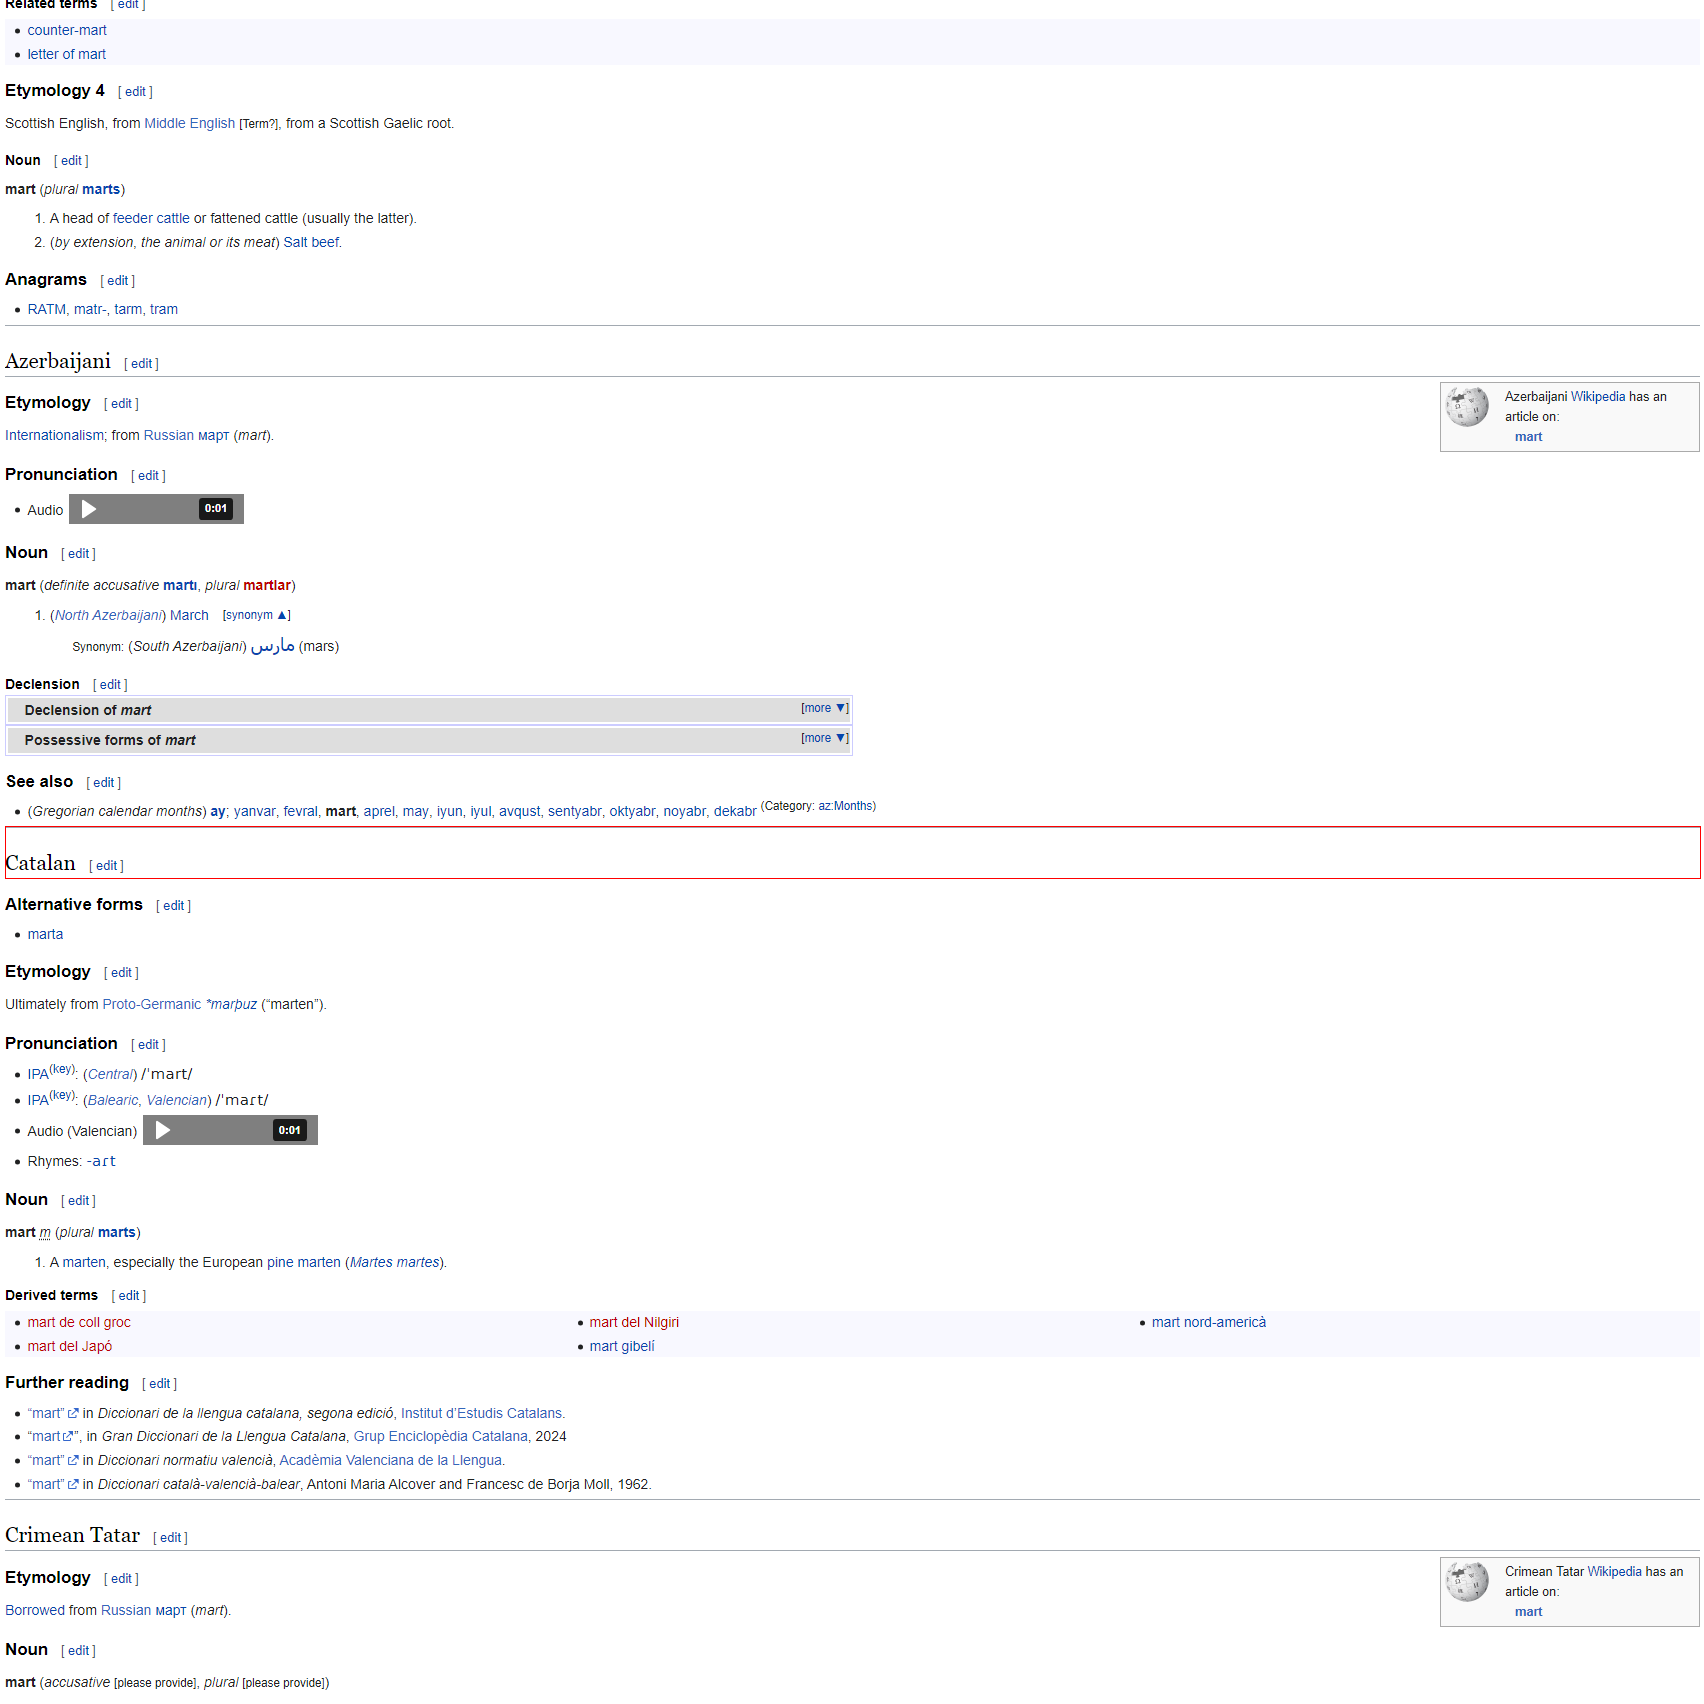 Related terms [ edit ]
• counter-mart
• letter of mart
Etymology 4 [ edit ]
Scottish English, from Middle English [Term?], from a Scottish Gaelic root.
Noun [ edit ]
mart (plural marts)
1. A head of feeder cattle or fattened cattle (usually the latter).
2. (by extension, the animal or its meat) Salt beef.
Anagrams [ edit ]
• RATM, matr-, tarm, tram
Azerbaijani [ edit ]
Azerbaijani Wikipedia has an
article on:
mart
Etymology [ edit ]
Internationalism; from Russian март (mart).
Pronunciation [ edit ]
• Audio 0:01
Noun [ edit ]
mart (definite accusative martı, plural martlar)
1. (North Azerbaijani) March [synonym ▲]
Synonym: (South Azerbaijani) مارس (mars)
Declension [ edit ]
Declension of mart [more ▼]
Possessive forms of mart [more ▼]
See also [ edit ]
• (Gregorian calendar months) ay; yanvar, fevral, mart, aprel, may, iyun, iyul, avqust, sentyabr, oktyabr, noyabr, dekabr (Category: az:Months)
Catalan [ edit ]
Alternative forms [ edit ]
• marta
Etymology [ edit ]
Ultimately from Proto-Germanic *marþuz (“marten”).
Pronunciation [ edit ]
• IPA(key): (Central) /ˈmart/
• IPA(key): (Balearic, Valencian) /ˈmaɾt/
• Audio (Valencian) 0:01
• Rhymes: -aɾt
Noun [ edit ]
mart m (plural marts)
1. A marten, especially the European pine marten (Martes martes).
Derived terms [ edit ]
• mart de coll groc
• mart del Japó
• mart del Nilgiri
• mart gibelí
• mart nord-americà
Further reading [ edit ]
• “mart” in Diccionari de la llengua catalana, segona edició, Institut d’Estudis Catalans.
• “mart”, in Gran Diccionari de la Llengua Catalana, Grup Enciclopèdia Catalana, 2024
• “mart” in Diccionari normatiu valencià, Acadèmia Valenciana de la Llengua.
• “mart” in Diccionari català-valencià-balear, Antoni Maria Alcover and Francesc de Borja Moll, 1962.
Crimean Tatar [ edit ]
Crimean Tatar Wikipedia has an
article on:
mart
Etymology [ edit ]
Borrowed from Russian март (mart).
Noun [ edit ]
mart (accusative [please provide], plural [please provide])